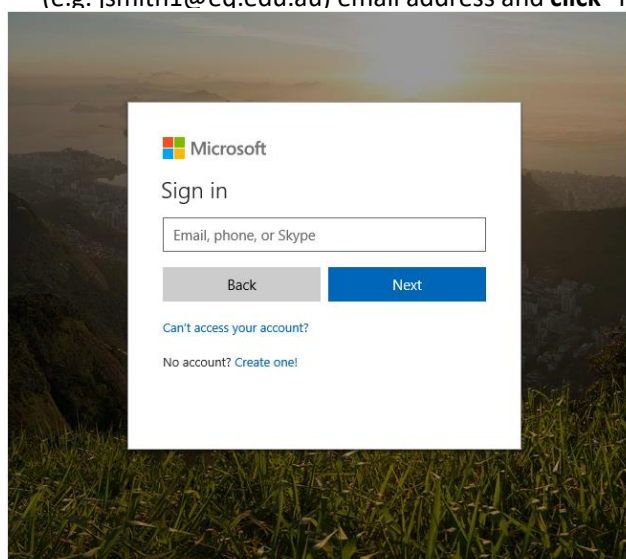 (e.g. jsmith1@eq.edu.au) email address and click
Microsoft
Sign in
Email, phone, or Skype
Back Next
Can't access your account?
No account? Create one!